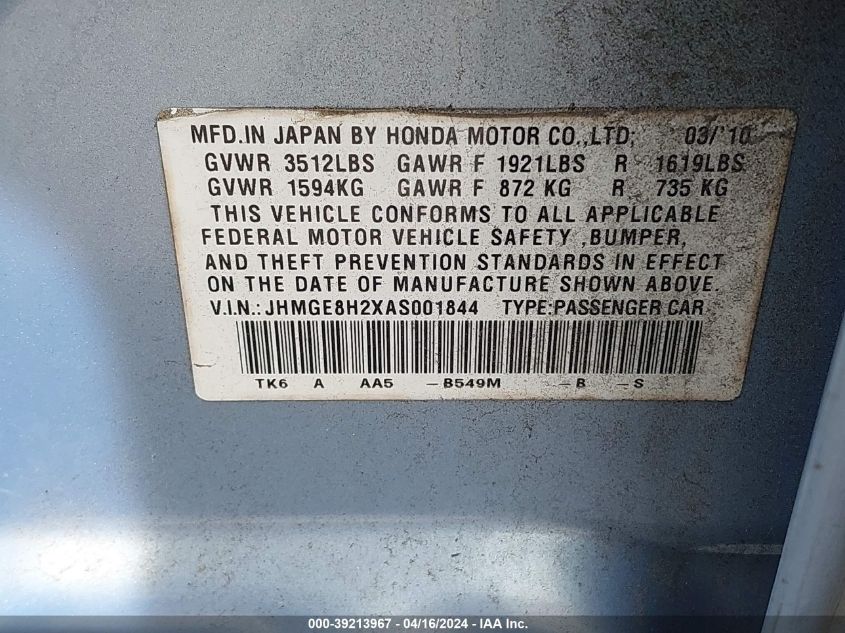 MFD.IN JAPAN BY HONDA MOTOR CO.,LTD; 03/'10
GVWR 3512LBS GAWR F 1921LBS R 1619LBS
GVWR 1594KG GAWR F 872 KG R 735 KG
THIS VEHICLE CONFORMS TO ALL APPLICABLE
FEDERAL MOTOR VEHICLE SAFETY ,BUMPER,
AND THEFT PREVENTION STANDARDS IN EFFECT
ON THE DATE OF MANUFACTURE SHOWN ABOVE.
V.I.N.: JHMGE8H2XAS001844 TYPE:PASSENGER CAR
TK6 A AA5 -B549M -B -S
000-39213967 - 04/16/2024 - IAA Inc.